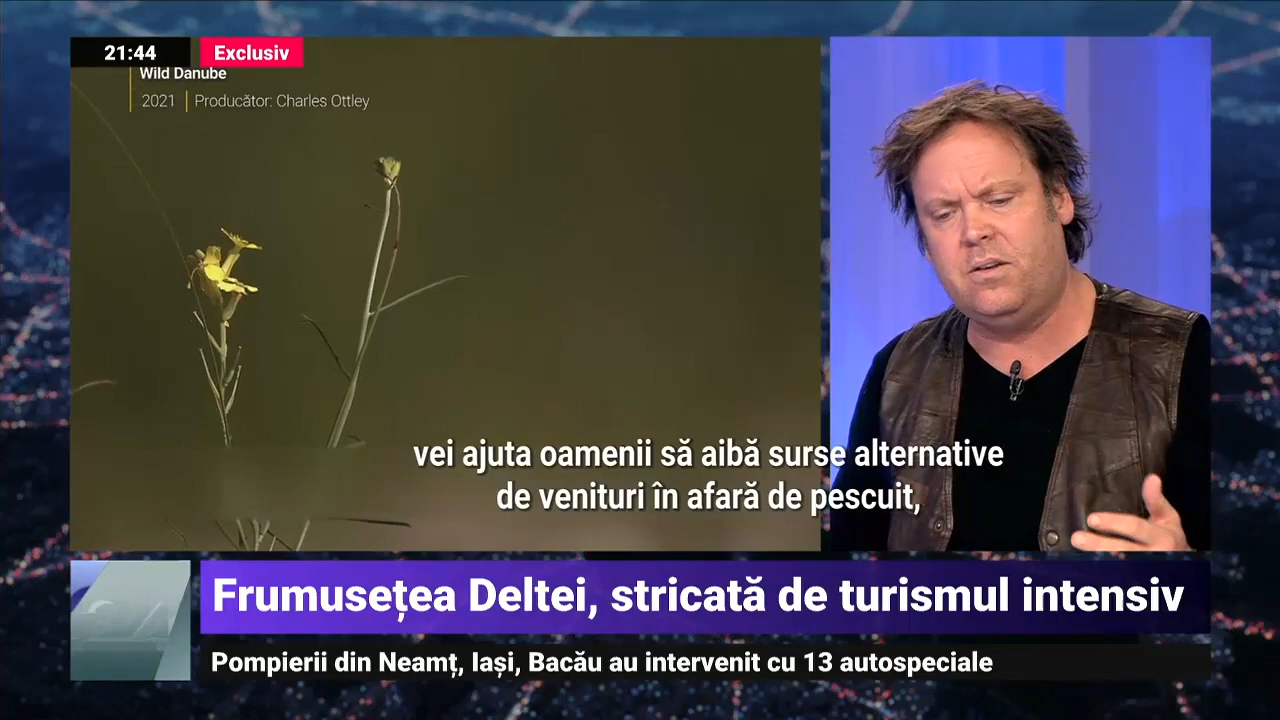 21:44
Exclusiv
Wild Danube
2021 | Producător: Charles Ottley
vei ajuta oamenii să aibă surse alternative
de venituri în afară de pescuit,
Frumusețea Deltei, stricată de turismul intensiv
Pompierii din Neamț, Iași, Bacău au intervenit cu 13 autospeciale